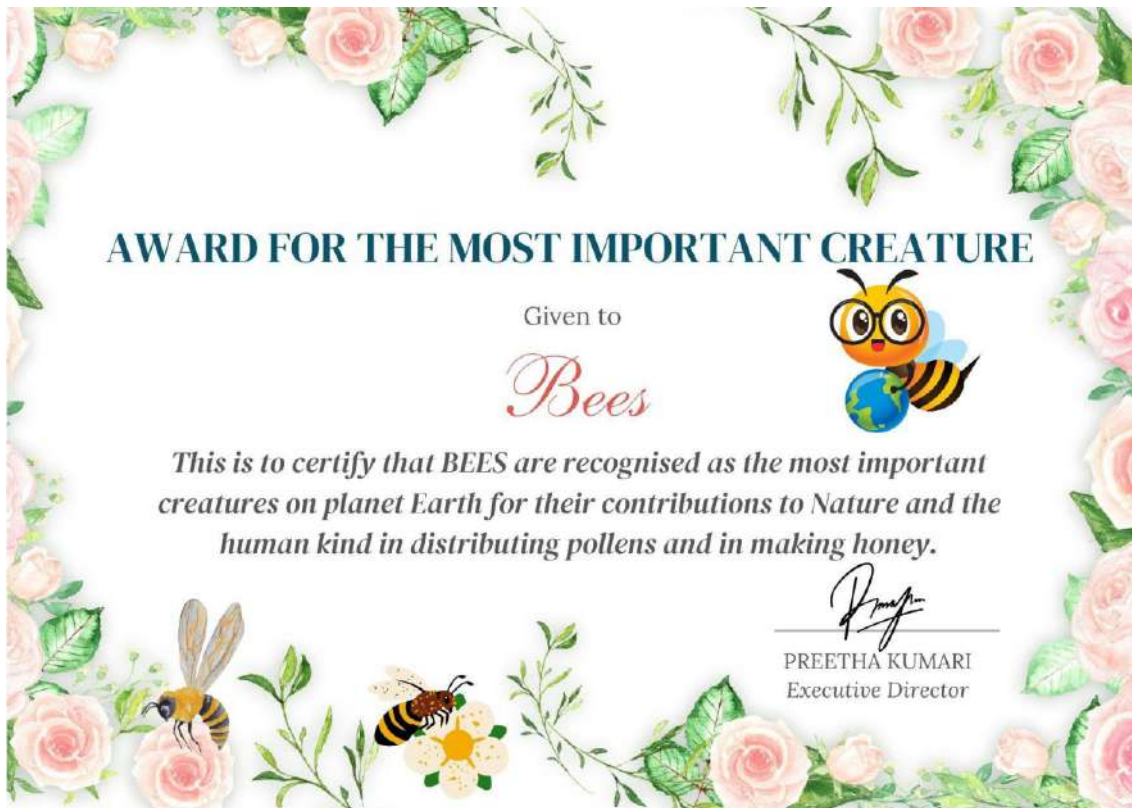 AWARD FOR THE MOST IMPORTANT CREATURE
Given to
Bees
This is to certify that BEES are recognised as the most important
creatures on planet Earth for their contributions to Nature and the
human kind in distributing pollens and in making honey.
PREETHA KUMARI
Executive Director